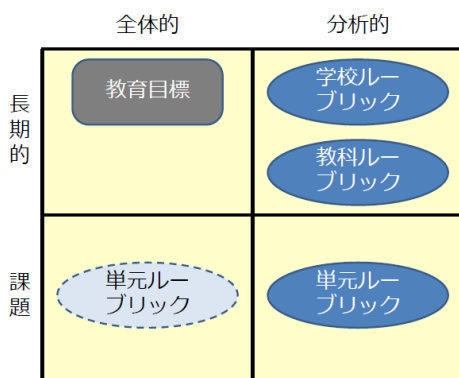 全体的
分析的
長期的
教育目標
学校ルー
ブリック
教科ルー
ブリック
課題
単元ルー
ブリック
単元ルー
ブリック